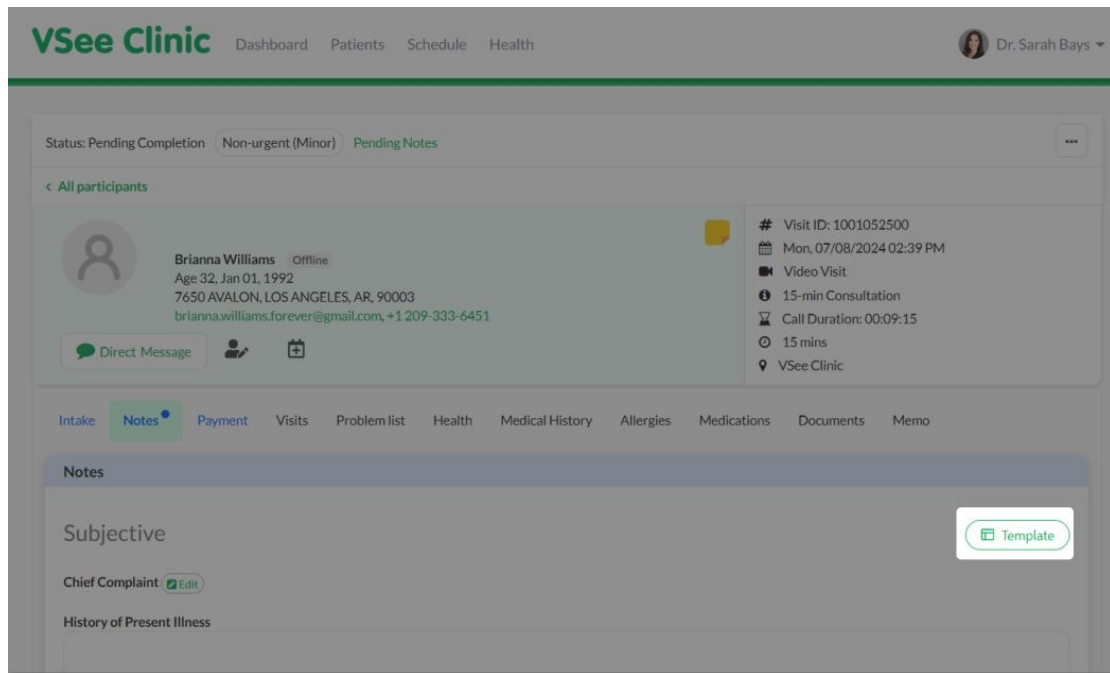 VSee Clinic Dashboard Patients Schedule Health Dr. Sarah Bays
Status: Pending Completion Non-urgent (Minor) Pending Notes
All participants
Brianna Williams Offline
Age 32, Jan 01, 1992
7650 AVALON, LOS ANGELES, AR, 90003
brianna.williams.forever@gmail.com, +1 209-333-6451
Direct Message
# Visit ID: 1001052500
Mon, 07/08/2024 02:39 PM
Video Visit
15-min Consultation
Call Duration: 00:09:15
15 mins
VSee Clinic
Intake Notes Payment Visits Problem list Health Medical History Allergies Medications Documents Memo
Notes
Subjective
Template
Chief Complaint Edit
History of Present Illness